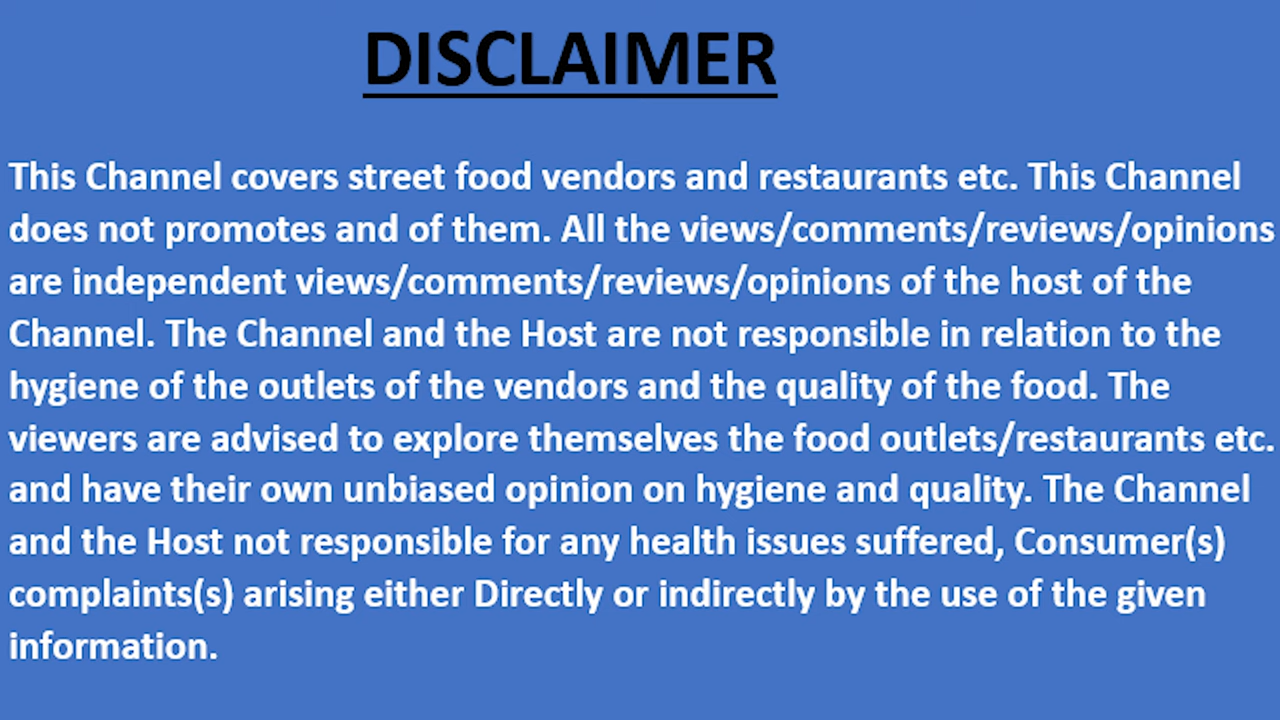 DISCLAIMER
This Channel covers street food vendors and restaurants etc. This Channel
does not promotes and of them. All the views/comments/reviews/opinions
are independent views/comments/reviews/opinions of the host of the
Channel. The Channel and the Host are not responsible in relation to the
hygiene of the outlets of the vendors and the quality of the food. The
viewers are advised to explore themselves the food outlets/restaurants etc.
and have their own unbiased opinion on hygiene and quality. The Channel
and the Host not responsible for any health issues suffered, Consumer(s)
complaints(s) arising either Directly or indirectly by the use of the given
information.